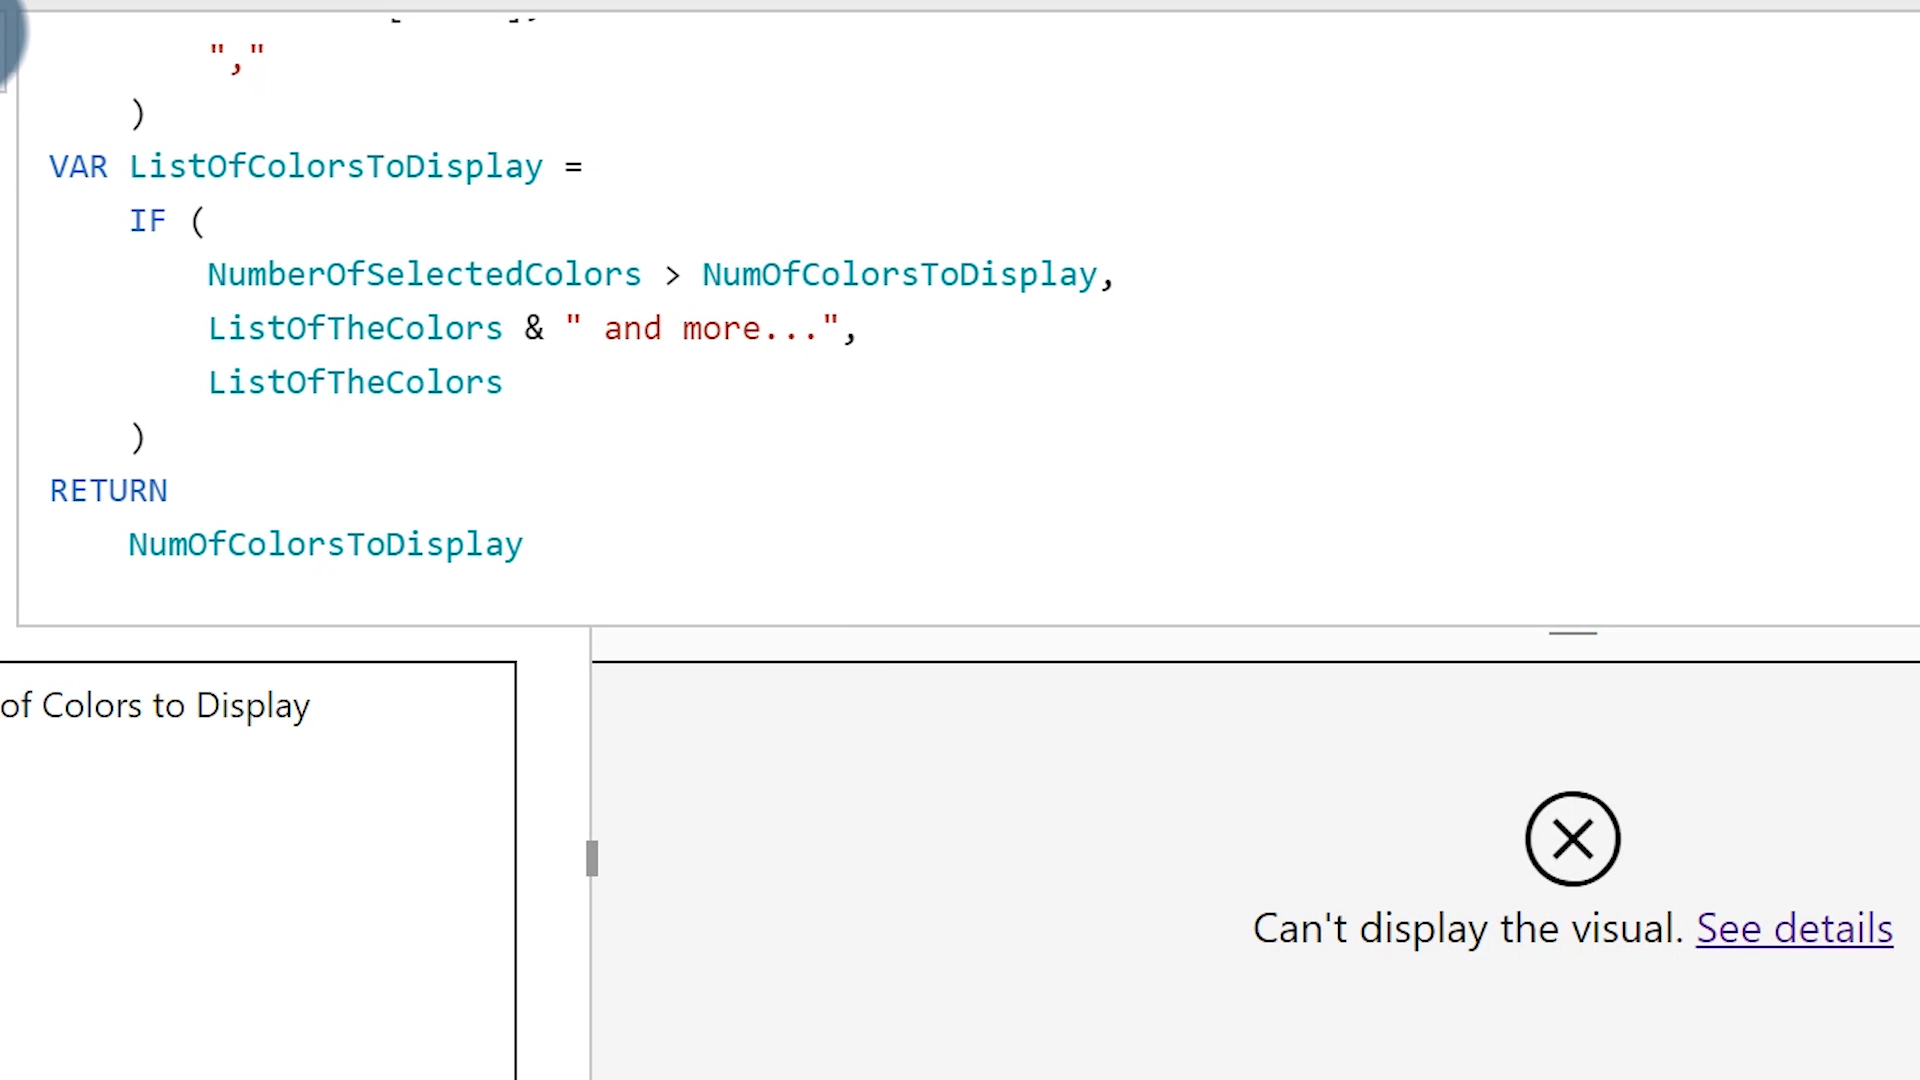 ","
)
VAR ListOfColorsToDisplay =
IF (
NumberOfSelectedColors > NumOfColorsToDisplay,
ListOfTheColors & " and more...",
ListOfTheColors
)
RETURN
NumOfColorsToDisplay
of Colors to Display
Can't display the visual. See details